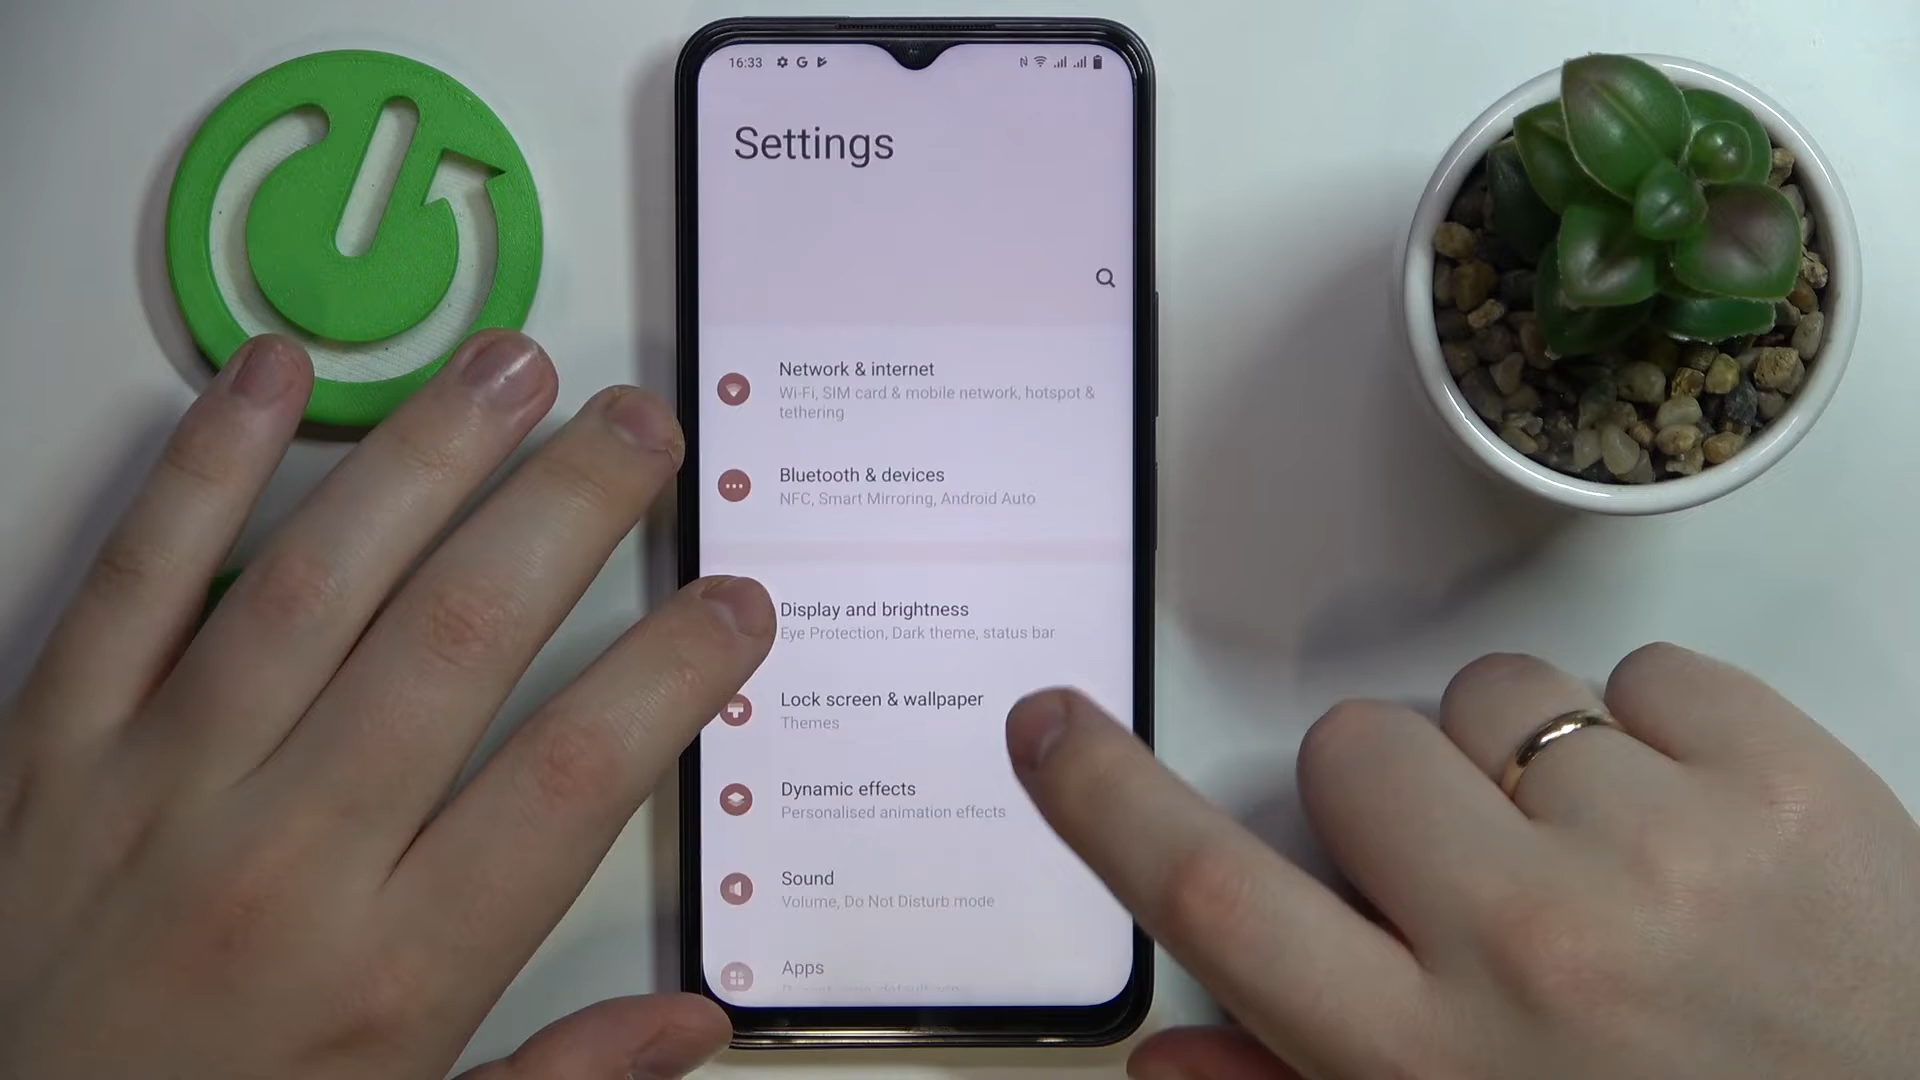 16:33
Settings
Network & internet
Wi-Fi, SIM card & mobile network, hotspot &
tethering
Bluetooth & devices
NFC, Smart Mirroring, Android Auto
Display and brightness
Eye Protection, Dark theme, status bar
Lock screen & wallpaper
Themes
Dynamic effects
Personalised animation effects
Sound
Volume, Do Not Disturb mode
Apps